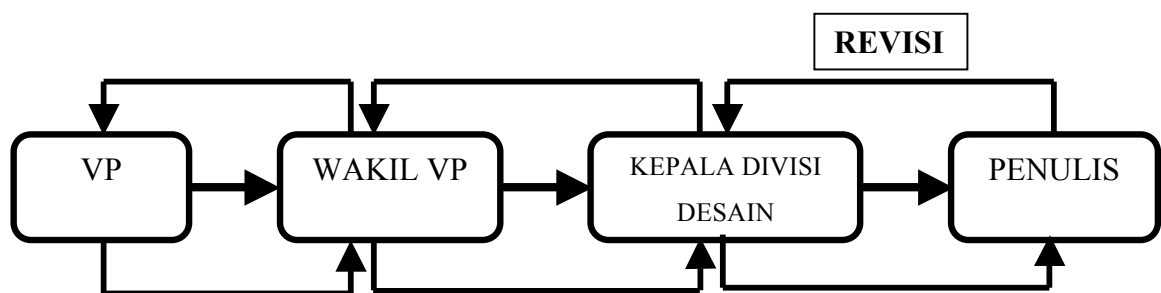 REVISI
VP
WAKIL VP
KEPALA DIVISI
DESAIN
PENULIS